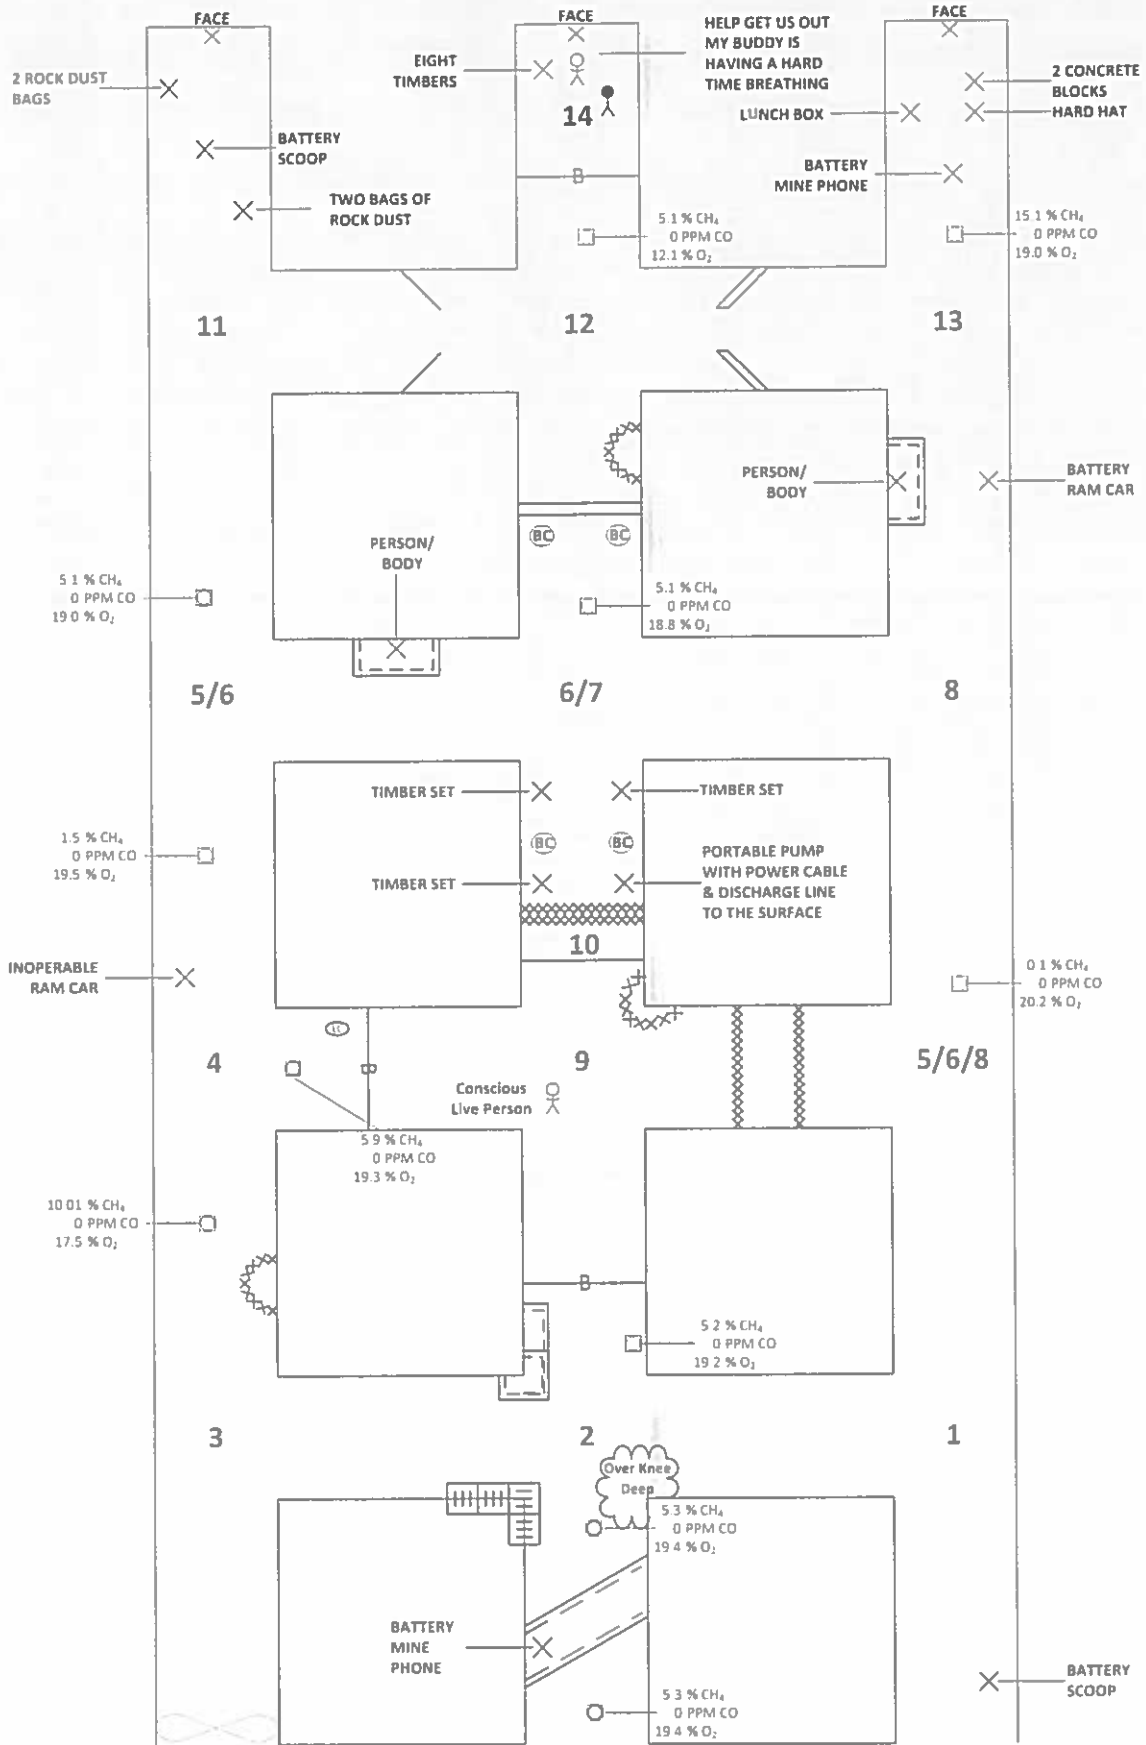 FACE
FACE
FACE
2 ROCK DUST
BAGS
EIGHT
TIMBERS
HELP GET US OUT
MY BUDDY IS
HAVING A HARD
TIME BREATHING
2 CONCRETE
BLOCKS
HARD HAT
14
LUNCH BOX
BATTERY
SCOOP
BATTERY
MINE PHONE
B
TWO BAGS OF
ROCK DUST
5.1 % CH₄
0 PPM CO
12.1% O₂
15.1 % CH₄
0 PPM CO
19.0% O₂
11
12
13
PERSON/
BODY
BATTERY
RAM CAR
BC
BC
PERSON/
BODY
5 1 % CH₄
0 PPM CO
19 0 % O₂
5.1 % CH₄
0 PPM CO
18.8 % O₂
5/6
6/7
8
TIMBER SET
TIMBER SET
1.5 % CH₄
0 PPM CO
19.5 % O₂
BC
BC
PORTABLE PUMP
WITH POWER CABLE
& DISCHARGE LINE
TO THE SURFACE
TIMBER SET
10
INOPERABLE
RAM CAR
0 1 % CH₄
0 PPM CO
20.2 % O₂
4
9
5/6/8
B
Conscious
Live Person
5 9 % CH₄
0 PPM CO
19.3 % O₂
10 01 % CH₄
0 PPM CO
17.5 % O₂
B
5 2 % CH₄
0 PPM CO
19 2 % O₂
3
2
1
Over Knee
Deep
5.3 % CH₄
0 PPM CO
19 4 % O₂
BATTERY
MINE
PHONE
BATTERY
SCOOP
5 3 % CH₄
0 PPM CO
19 4 % O₂